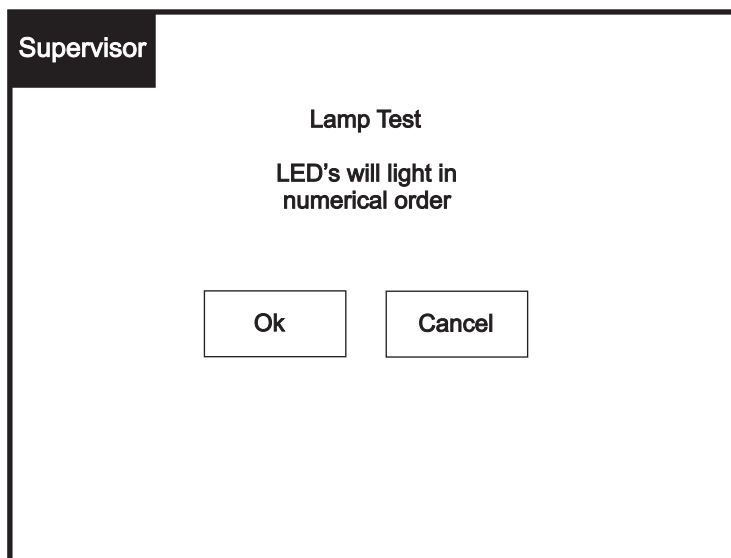 Supervisor
Lamp Test
LED’s will light in
numerical order
Ok
Cancel